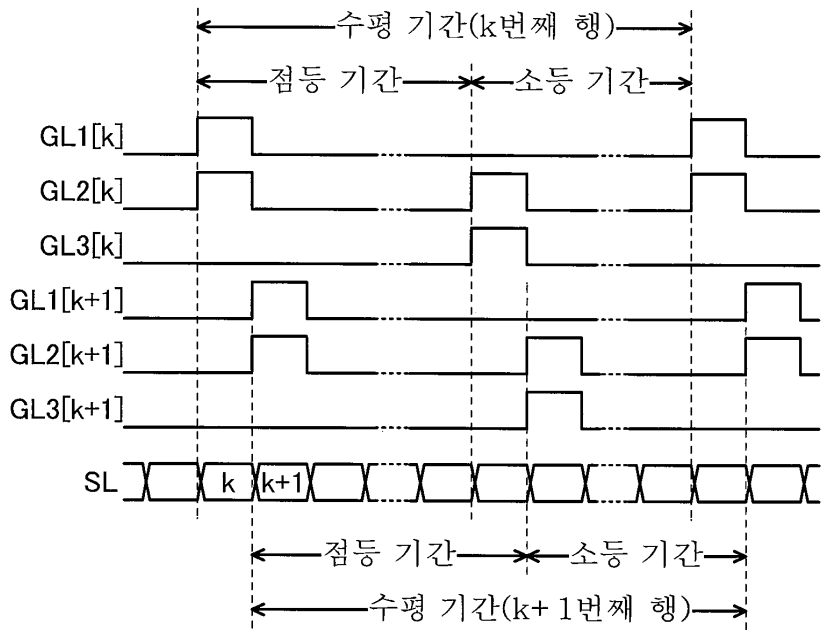 수평 기간(k번째 행)
점등 기간 소등 기간
GL1[k]
GL2[k]
GL3[k]
GL1[k+1]
GL2[k+1]
GL3[k+1]
SL k k+1
점등 기간 소등 기간
수평 기간(k+1번째 행)